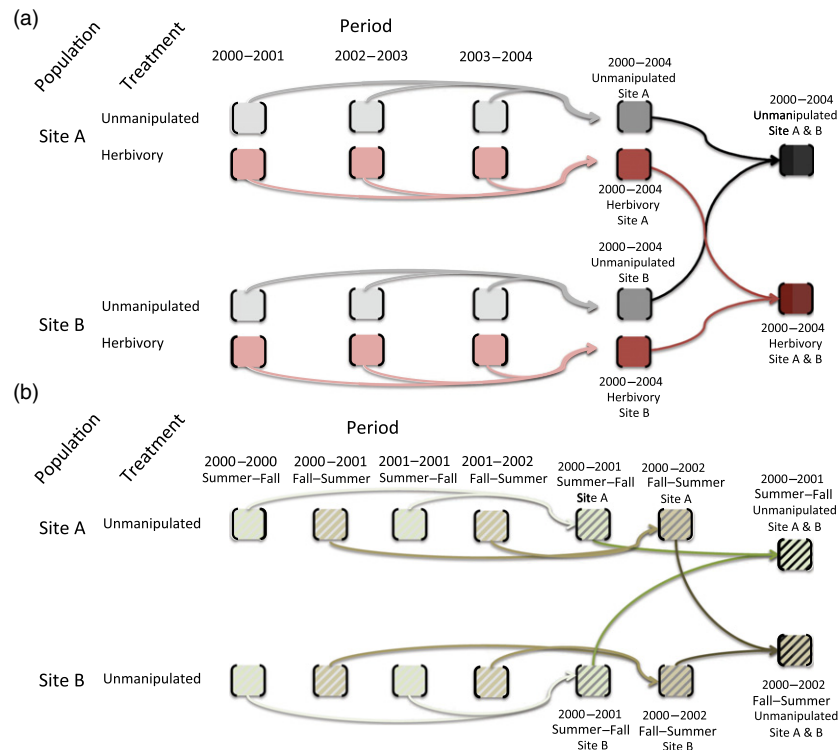 (a)
Population
Treatment
Period
2000−2001
2002−2003
2003−2004
2000−2004
Unmanipulated
Site A
2000−2004
Unmanipulated
Site A & B
Site A
Unmanipulated
Herbivory
2000−2004
Herbivory
Site A
2000−2004
Unmanipulated
Site B
Site B
Unmanipulated
Herbivory
2000−2004
Herbivory
Site A & B
2000−2004
Herbivory
Site B
(b)
Population
Treatment
Period
2000−2000
Summer−Fall
2000−2001
Fall−Summer
2001−2001
Summer−Fall
2001−2002
Fall−Summer
2000−2001
Summer−Fall
Site A
2000−2002
Fall−Summer
Site A
2000−2001
Summer−Fall
Unmanipulated
Site A & B
Site A
Unmanipulated
Site B
Unmanipulated
2000−2001
Summer−Fall
Site B
2000−2002
Fall−Summer
Site B
2000−2002
Fall−Summer
Unmanipulated
Site A & B